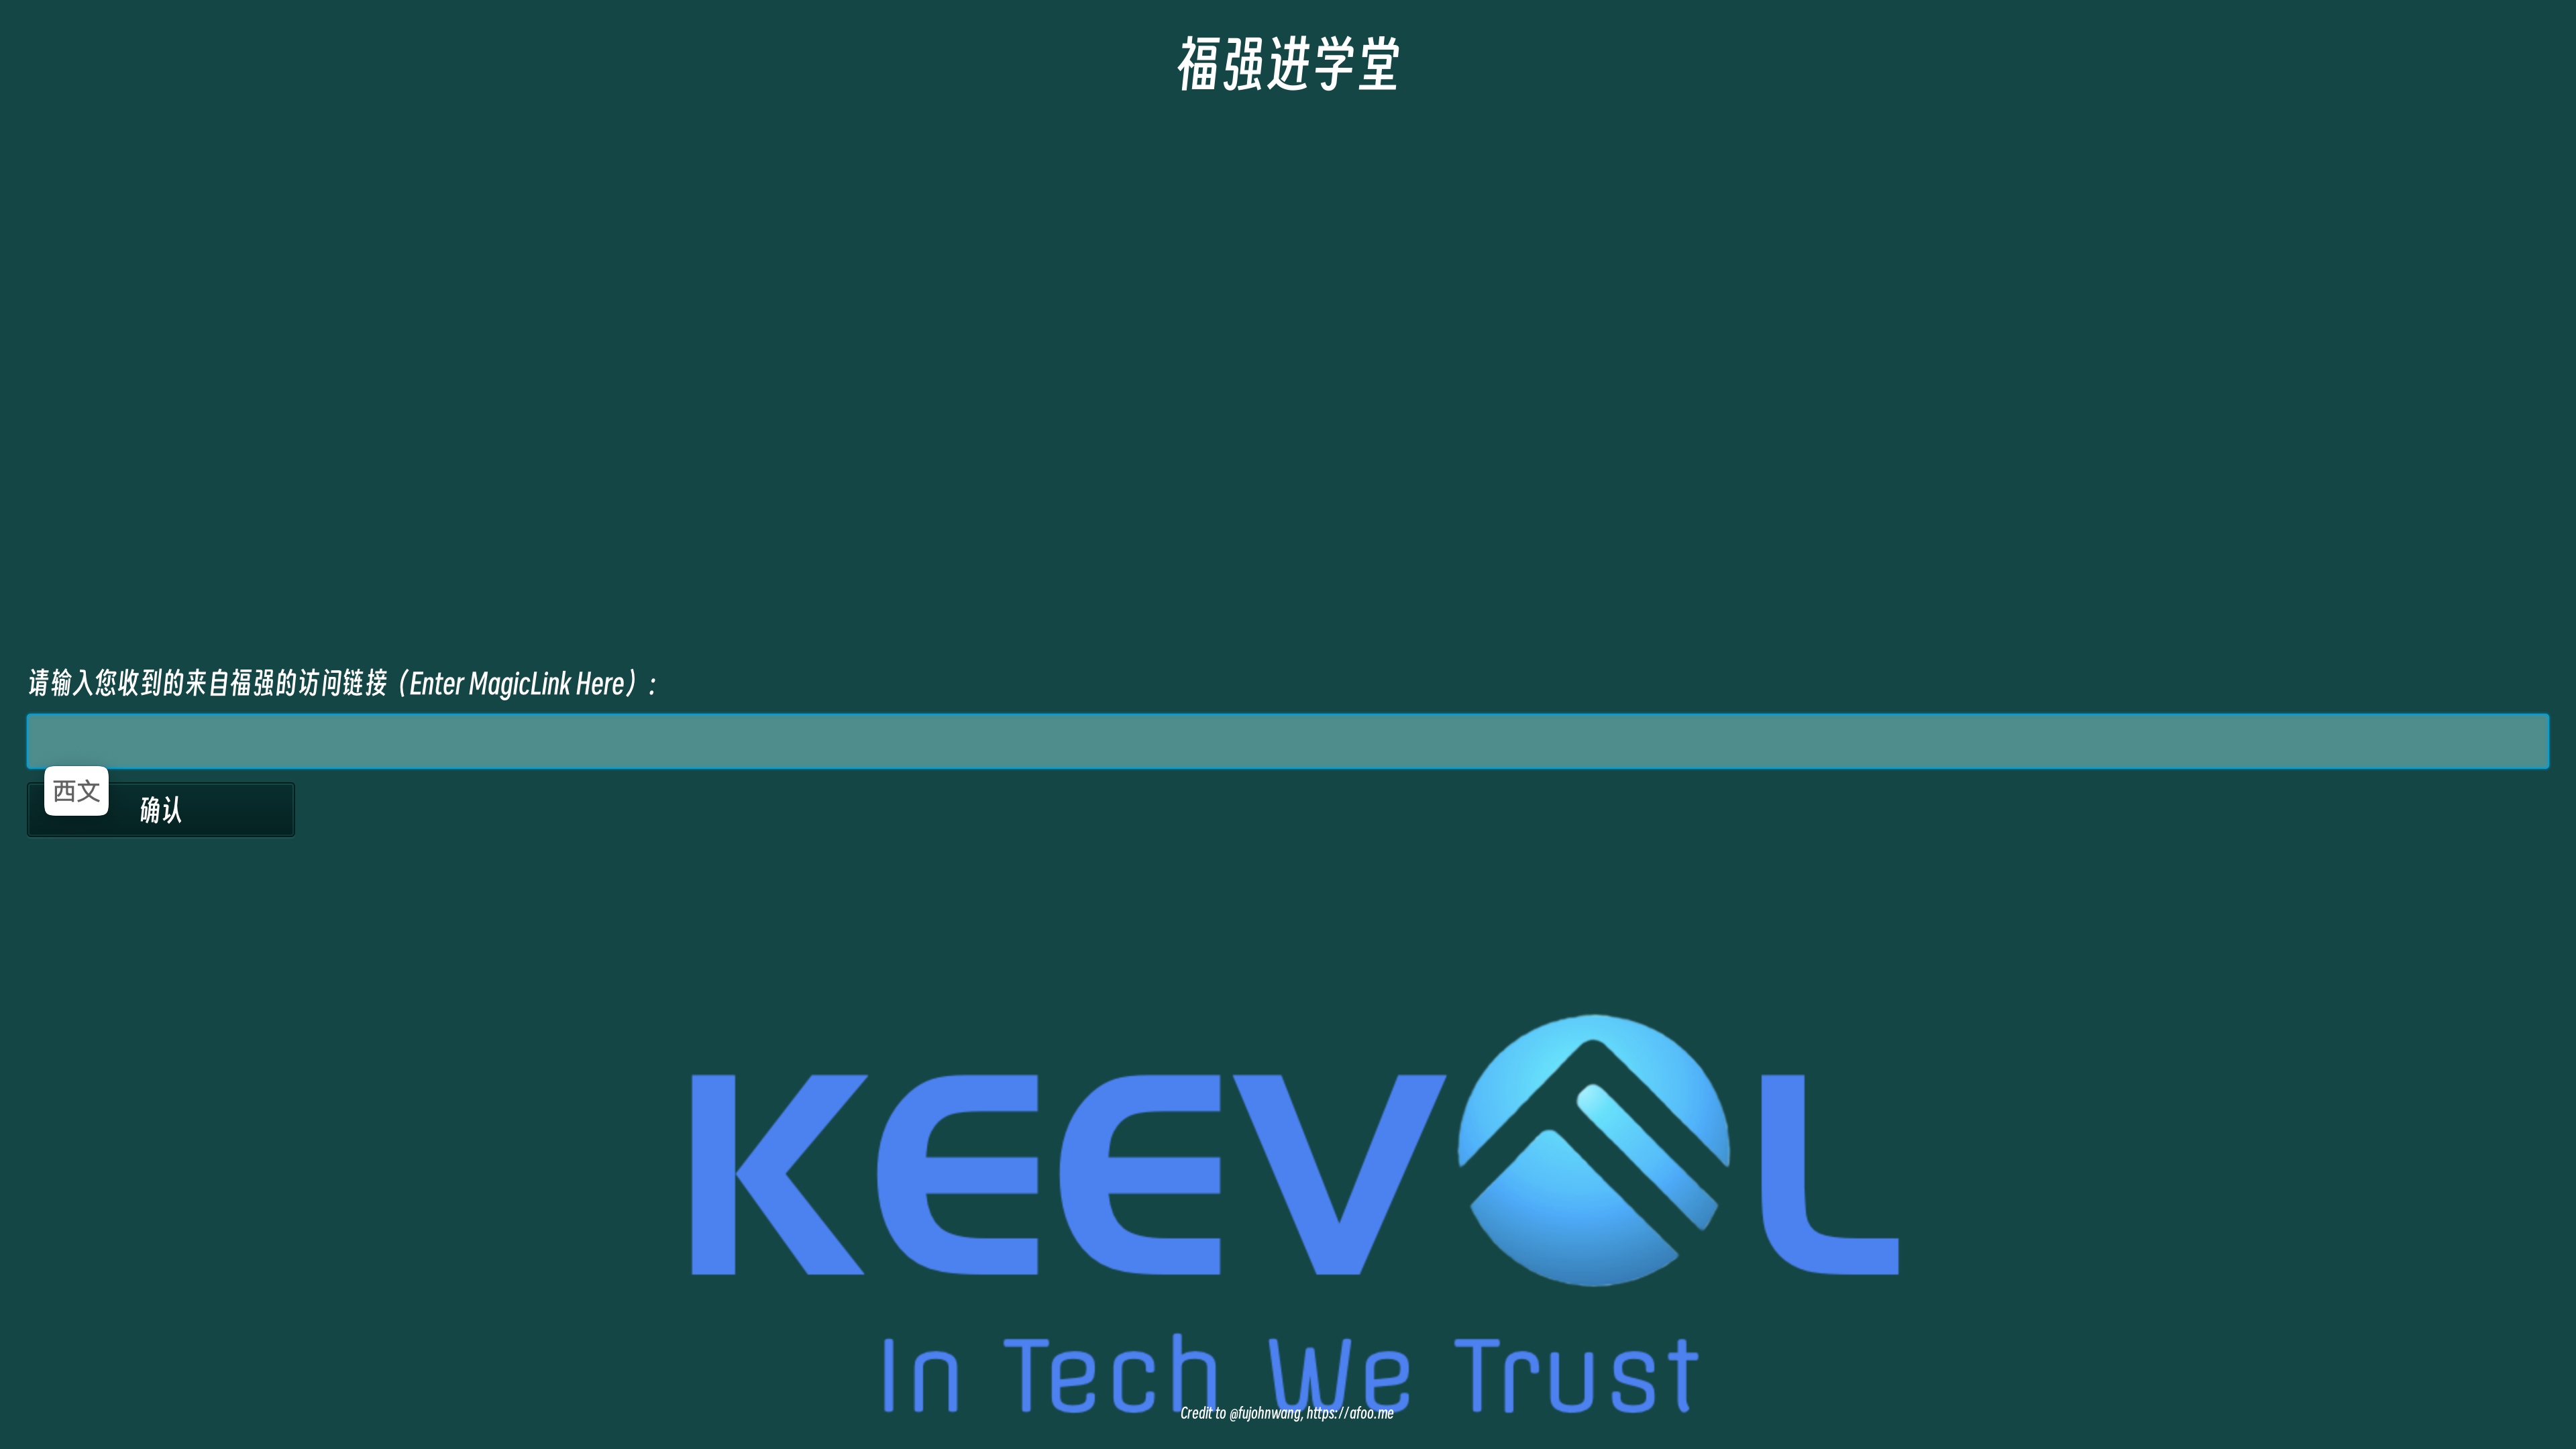 福强进学堂
请输入您收到的来自福强的访问链接（Enter MagicLink Here）:
西文
确认
KEEVOL
In Tech We Trust
Credit to @fujohnwang, https://afoo.me